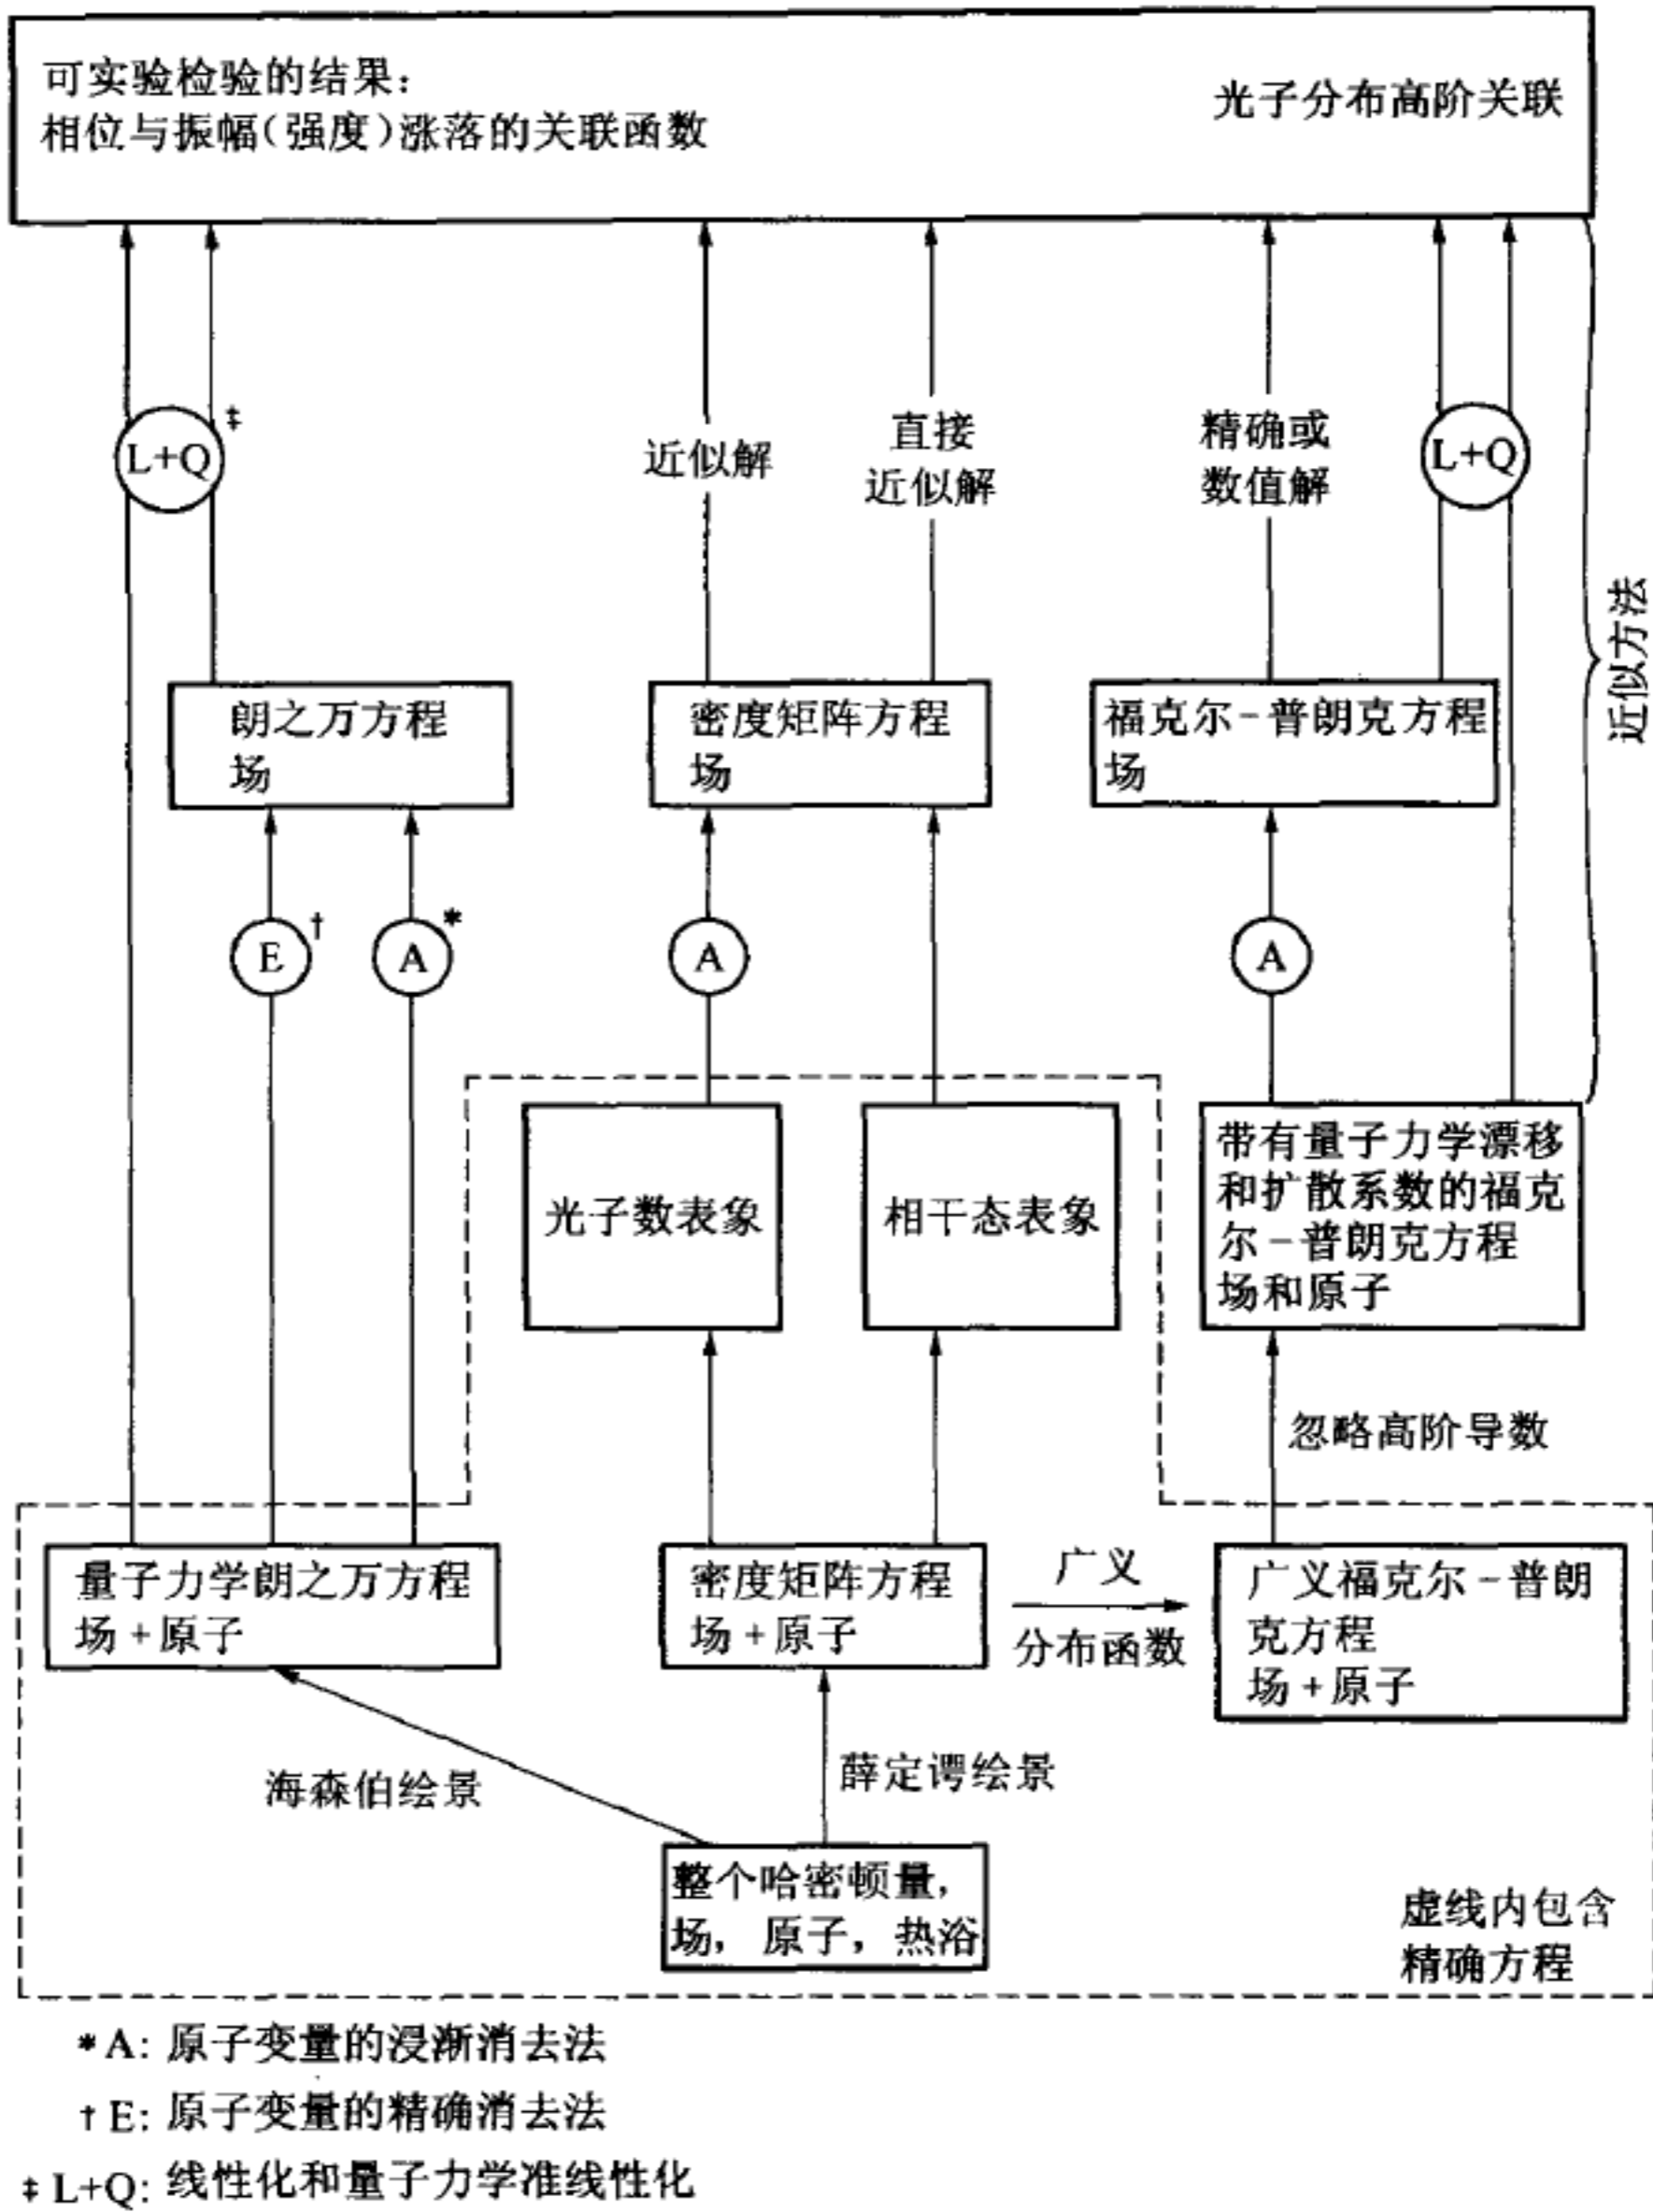 可实验检验的结果：
相位与振幅(强度)涨落的关联函数
光子分布高阶关联
L+Q
‡
近似解
直接
近似解
精确或
数值解
L+Q
近似方法
朗之万方程
场
密度矩阵方程
场
福克尔-普朗克方程
场
E
†
A
*
A
A
光子数表象
相干态表象
带有量子力学漂移
和扩散系数的福克
尔-普朗克方程
场和原子
忽略高阶导数
量子力学朗之万方程
场+原子
密度矩阵方程
场+原子
广义
分布函数
广义福克尔-普朗
克方程
场+原子
海森伯绘景
薛定谔绘景
整个哈密顿量，
场，原子，热浴
虚线内包含
精确方程
*A: 原子变量的浸渐消去法
†E: 原子变量的精确消去法
‡L+Q: 线性化和量子力学准线性化